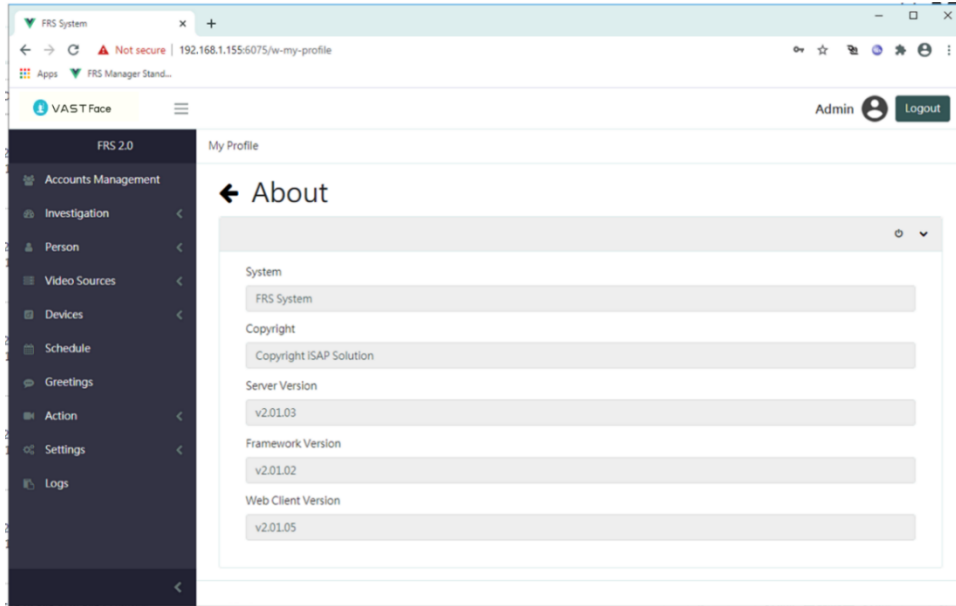 FRS System
Not secure | 192.168.1.155:6075/w-my-profile
Apps FRS Manager Stand...
VAST Face
Admin Logout
FRS 2.0
My Profile
Accounts Management
Investigation
Person
Video Sources
Devices
Schedule
Greetings
Action
Settings
Logs
About
System
FRS System
Copyright
Copyright iSAP Solution
Server Version
v2.01.03
Framework Version
v2.01.02
Web Client Version
v2.01.05